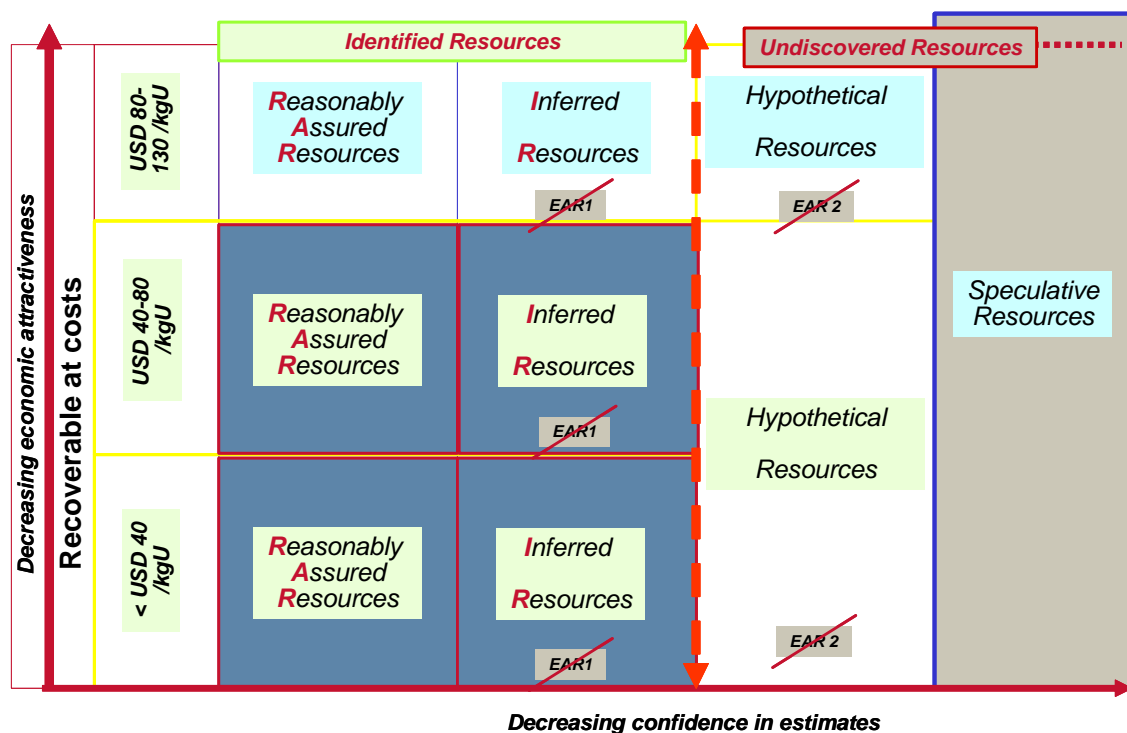 Identified Resources
Undiscovered Resources
Decreasing economic attractiveness
Recoverable at costs
USD 80-
130 /kgU
Reasonably
Assured
Resources
Inferred
Resources
EAR1
Hypothetical
Resources
EAR 2
USD 40-80
/kgU
Reasonably
Assured
Resources
Inferred
Resources
EAR1
Speculative
Resources
Hypothetical
Resources
< USD 40
/kgU
Reasonably
Assured
Resources
Inferred
Resources
EAR1
EAR 2
Decreasing confidence in estimates